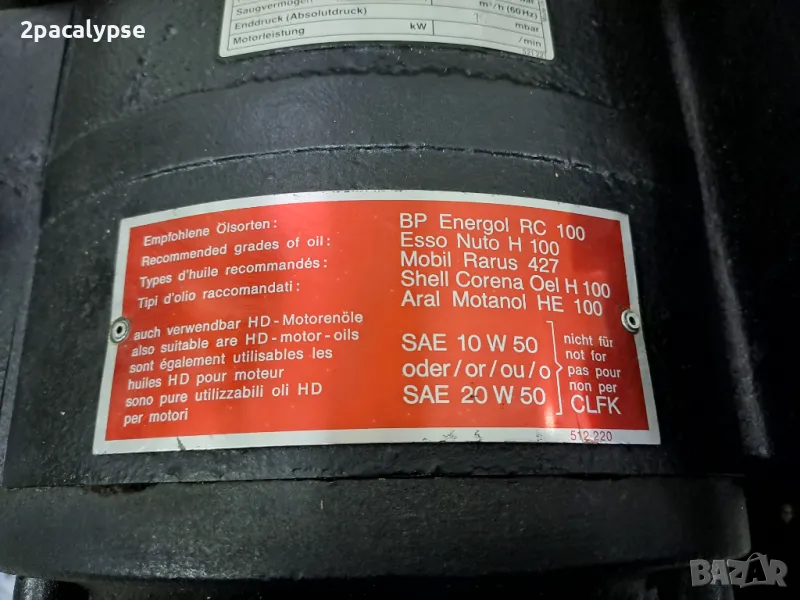 2pacalypse
Saugvermögen m³/h (60Hz)
Enddruck (Absolutdruck) mbar
Motorleistung kW /min
Empfohlene Ölsorten:
Recommended grades of oil:
Types d'huile recommandés:
Tipi d'olio raccomandati:
BP Energol RC 100
Esso Nuto H 100
Mobil Rarus 427
Shell Corena Oel H 100
Aral Motanol HE 100
auch verwendbar HD-Motorenöle
also suitable are HD-motor-oils
sont également utilisables les
huiles HD pour moteur
sono pure utilizzabili oli HD
per motori
SAE 10 W 50
oder/or/ou/o
SAE 20 W 50
nicht für
not for
pas pour
non per
CLFK
512.220
BAZAR